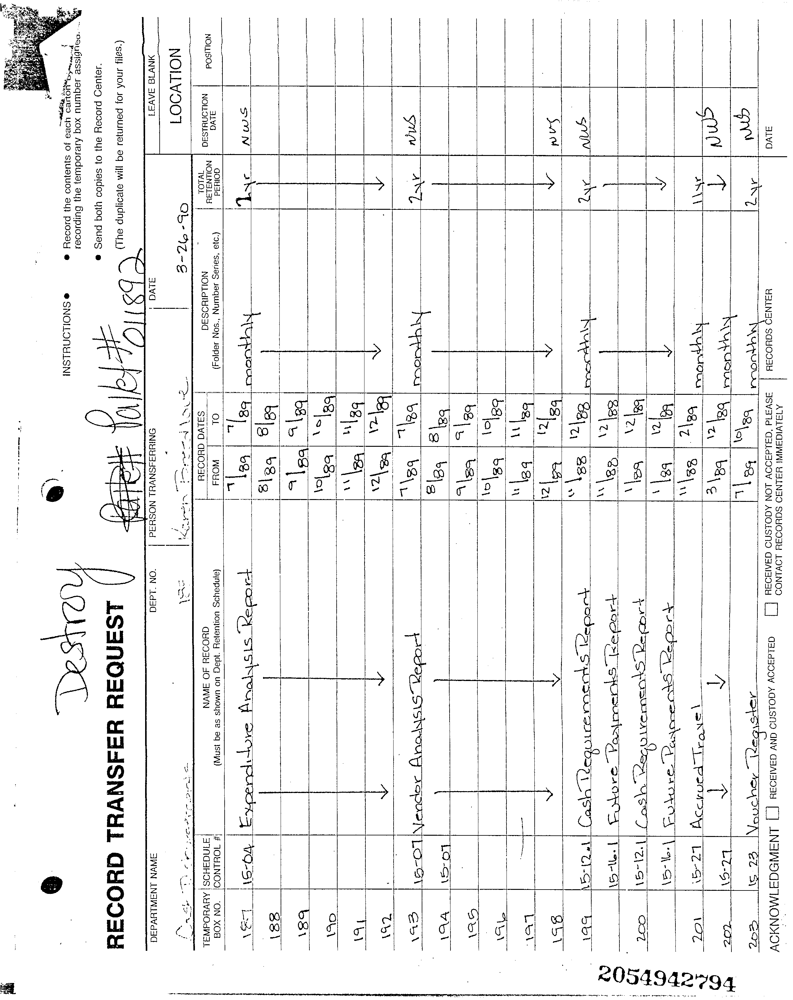 Destroy
Pallet # 011892
RECORD TRANSFER REQUEST
INSTRUCTIONS • • Record the contents of each carton by
recording the temporary box number assigned.
• Send both copies to the Record Center.
(The duplicate will be returned for your files.)
DEPARTMENT NAME DEPT. NO. PERSON TRANSFERRING DATE LEAVE BLANK
Karen 3-26-90 LOCATION
TEMPORARY BOX NO. SCHEDULE CONTROL # NAME OF RECORD (Must be as shown on Dept. Retention Schedule) RECORD DATES FROM TO DESCRIPTION (Folder Nos., Number Series, etc.) TOTAL RETENTION PERIOD DESTRUCTION DATE POSITION
187 15-04 Expenditure Analysis Report 7/89 7/89 monthly 2yr NWS
188 8/89 8/89
189 9/89 9/89
190 10/89 10/89
191 11/89 11/89
192 12/89 12/89
193 15-07 Vendor Analysis Report 7/89 7/89 monthly 2yr NWS
194 15-07 8/89 8/89
195 9/89 9/89
196 10/89 10/89
197 11/89 11/89
198 12/89 12/89 NWS
199 15-12.1 Cash Requirements Report 11/88 12/88 monthly 2yr NWS
15-16.1 Future Payments Report 11/88 12/88
200 15-12.1 Cash Requirements Report 1/89 12/89
15-16.1 Future Payments Report 1/89 12/89
201 15-27 Accrued Travel 11/88 2/89 monthly 11yr
202 15-27 3/89 12/89 monthly NWS
203 15-23 Voucher Register 7/89 10/89 monthly 2yr NWS
ACKNOWLEDGMENT RECEIVED AND CUSTODY ACCEPTED RECEIVED CUSTODY NOT ACCEPTED, PLEASE CONTACT RECORDS CENTER IMMEDIATELY RECORDS CENTER DATE
2054942794